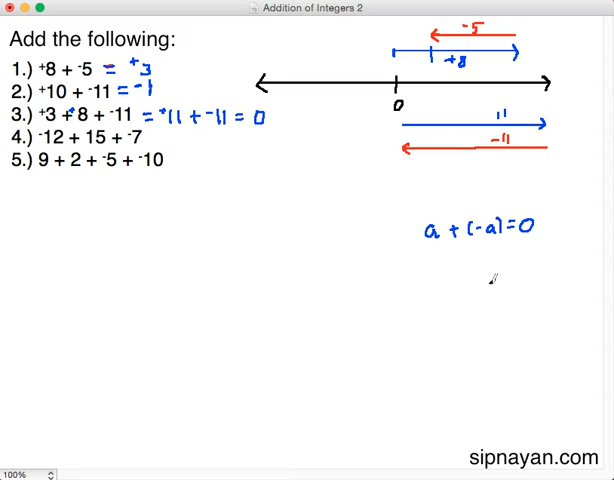 Addition of Integers 2
Add the following:
1.) ⁺8 + ⁻5 = ⁺3
2.) ⁺10 + ⁻11 = ⁻1
3.) ⁺3 + ⁺8 + ⁻11 = ⁺11 + ⁻11 = 0
4.) ⁻12 + 15 + ⁻7
5.) 9 + 2 + ⁻5 + ⁻10
-5
+8
0
11
-11
a + (-a) = 0
sipnayan.com
100%